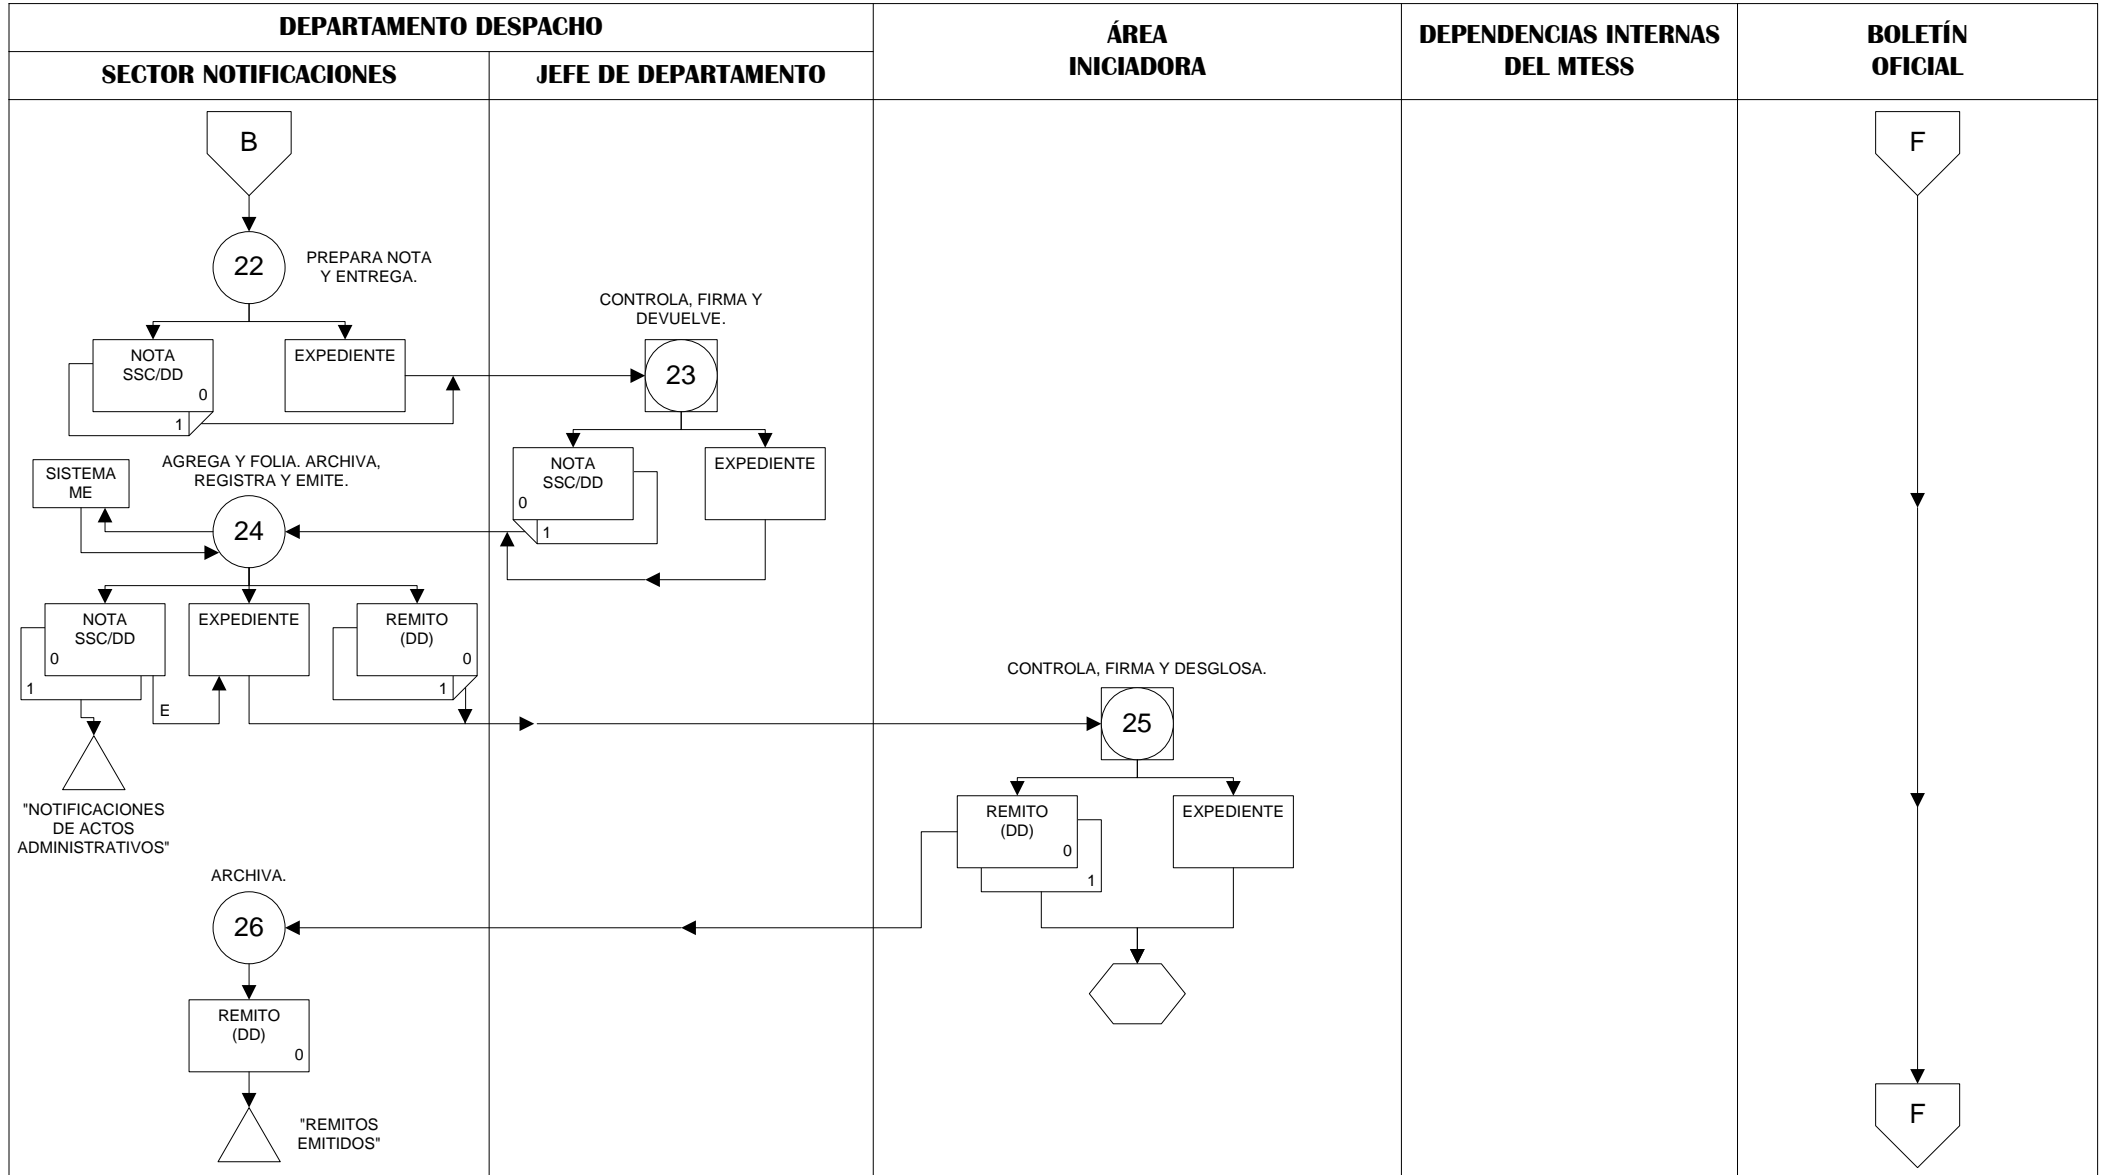 DEPARTAMENTO DESPACHO
SECTOR NOTIFICACIONES
JEFE DE DEPARTAMENTO
ÁREA
INICIADORA
DEPENDENCIAS INTERNAS
DEL MTESS
BOLETÍN
OFICIAL
B
F
22
PREPARA NOTA
Y ENTREGA.
NOTA
SSC/DD
0
1
EXPEDIENTE
CONTROLA, FIRMA Y
DEVUELVE.
23
NOTA
SSC/DD
0
1
EXPEDIENTE
SISTEMA
ME
AGREGA Y FOLIA. ARCHIVA,
REGISTRA Y EMITE.
24
NOTA
SSC/DD
0
1
E
EXPEDIENTE
REMITO
(DD)
0
1
"NOTIFICACIONES
DE ACTOS
ADMINISTRATIVOS"
CONTROLA, FIRMA Y DESGLOSA.
25
REMITO
(DD)
0
1
EXPEDIENTE
ARCHIVA.
26
REMITO
(DD)
0
"REMITOS
EMITIDOS"
F